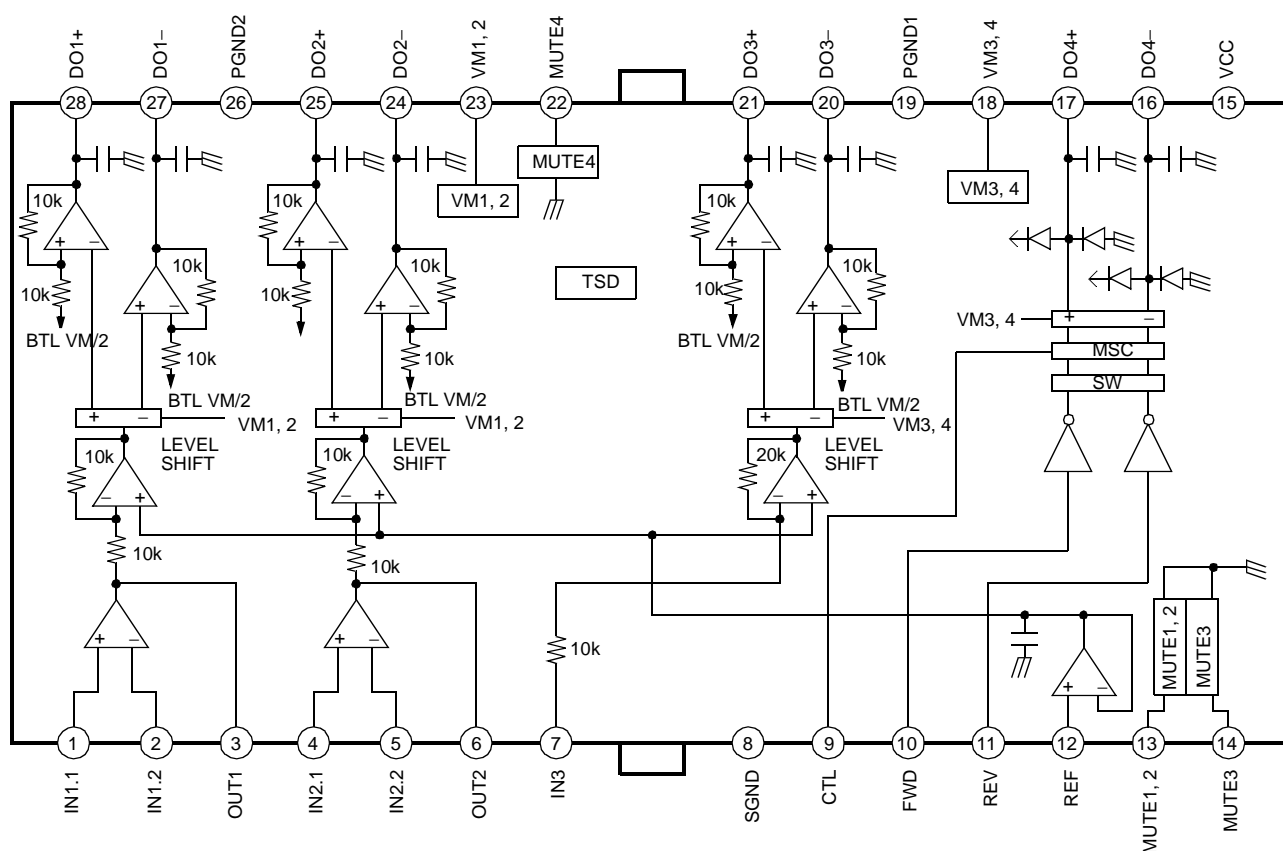 DO1+
DO1−
PGND2
DO2+
DO2−
VM1, 2
MUTE4
DO3+
DO3−
PGND1
VM3, 4
DO4+
DO4−
VCC
28
27
26
25
24
23
22
21
20
19
18
17
16
15
MUTE4
VM1, 2
VM3, 4
10k
10k
10k
+ −
+ −
+ −
10k
10k
10k
+ −
+ −
+ −
TSD
10k
10k
10k
10k
10k
10k
BTL VM/2
BTL VM/2
VM3, 4
+ −
MSC
SW
BTL VM/2
BTL VM/2
BTL VM/2
+ −
VM1, 2
+ −
VM1, 2
+ −
VM3, 4
LEVEL
SHIFT
LEVEL
SHIFT
LEVEL
SHIFT
10k
10k
20k
− +
− +
− +
10k
10k
+ −
+ −
10k
+ −
MUTE1, 2
MUTE3
1
2
3
4
5
6
7
8
9
10
11
12
13
14
IN1.1
IN1.2
OUT1
IN2.1
IN2.2
OUT2
IN3
SGND
CTL
FWD
REV
REF
MUTE1, 2
MUTE3